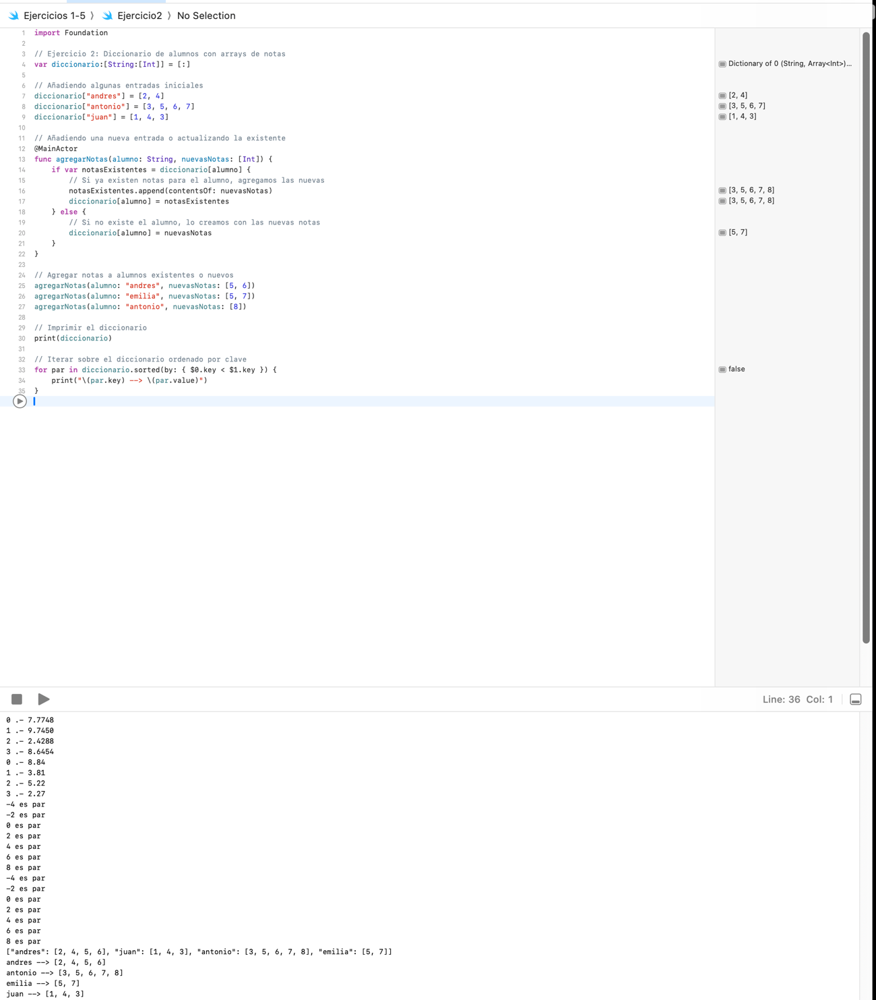 Ejercicios 1-5 ⟩ Ejercicio2 ⟩ No Selection
1 import Foundation
2
3 // Ejercicio 2: Diccionario de alumnos con arrays de notas
4 var diccionario:[String:[Int]] = [:]
Dictionary of 0 (String, Array<Int>)...
5
6 // Añadiendo algunas entradas iniciales
7 diccionario["andres"] = [2, 4]
[2, 4]
8 diccionario["antonio"] = [3, 5, 6, 7]
[3, 5, 6, 7]
9 diccionario["juan"] = [1, 4, 3]
[1, 4, 3]
10
11 // Añadiendo una nueva entrada o actualizando la existente
12 @MainActor
13 func agregarNotas(alumno: String, nuevasNotas: [Int]) {
14     if var notasExistentes = diccionario[alumno] {
15         // Si ya existen notas para el alumno, agregamos las nuevas
16         notasExistentes.append(contentsOf: nuevasNotas)
[3, 5, 6, 7, 8]
17         diccionario[alumno] = notasExistentes
[3, 5, 6, 7, 8]
18     } else {
19         // Si no existe el alumno, lo creamos con las nuevas notas
20         diccionario[alumno] = nuevasNotas
[5, 7]
21     }
22 }
23
24 // Agregar notas a alumnos existentes o nuevos
25 agregarNotas(alumno: "andres", nuevasNotas: [5, 6])
26 agregarNotas(alumno: "emilia", nuevasNotas: [5, 7])
27 agregarNotas(alumno: "antonio", nuevasNotas: [8])
28
29 // Imprimir el diccionario
30 print(diccionario)
31
32 // Iterar sobre el diccionario ordenado por clave
33 for par in diccionario.sorted(by: { $0.key < $1.key }) {
false
34     print("\(par.key) --> \(par.value)")
35 }
Line: 36 Col: 1
0 .- 7.7748
1 .- 9.7450
2 .- 2.4288
3 .- 8.6454
0 .- 8.84
1 .- 3.81
2 .- 5.22
3 .- 2.27
-4 es par
-2 es par
0 es par
2 es par
4 es par
6 es par
8 es par
-4 es par
-2 es par
0 es par
2 es par
4 es par
6 es par
8 es par
["andres": [2, 4, 5, 6], "juan": [1, 4, 3], "antonio": [3, 5, 6, 7, 8], "emilia": [5, 7]]
andres --> [2, 4, 5, 6]
antonio --> [3, 5, 6, 7, 8]
emilia --> [5, 7]
juan --> [1, 4, 3]